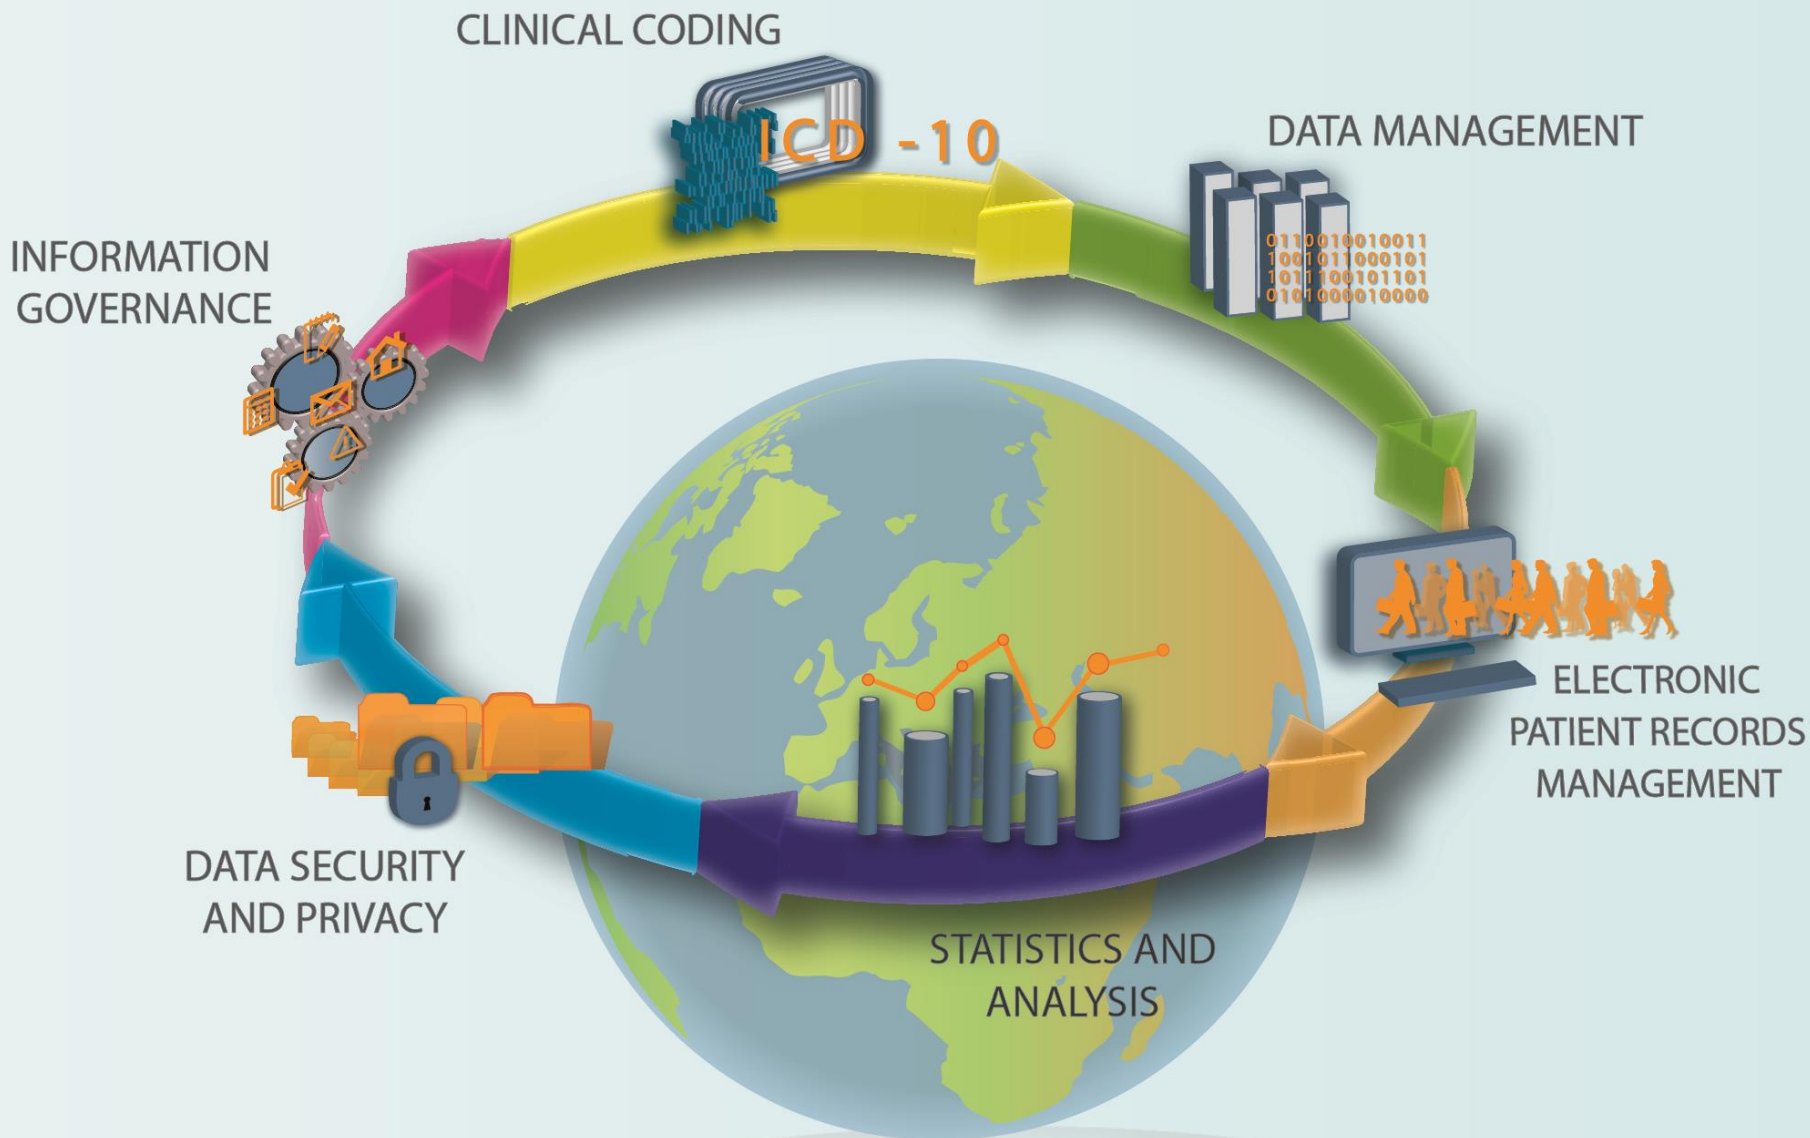 CLINICAL CODING
ICD -10
DATA MANAGEMENT
0110010010011
1001011000101
1011100101101
0101000010000
INFORMATION
GOVERNANCE
ELECTRONIC
PATIENT RECORDS
MANAGEMENT
DATA SECURITY
AND PRIVACY
STATISTICS AND
ANALYSIS